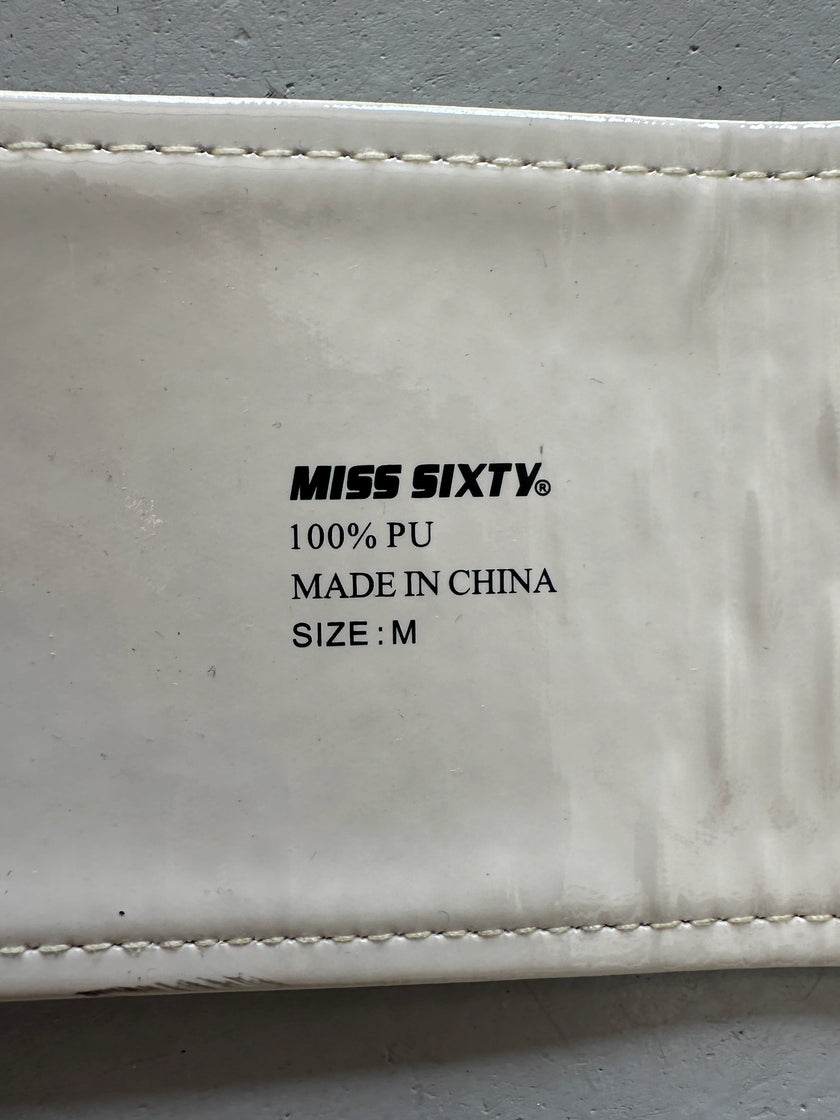 MISS SIXTY®
100% PU
MADE IN CHINA
SIZE : M